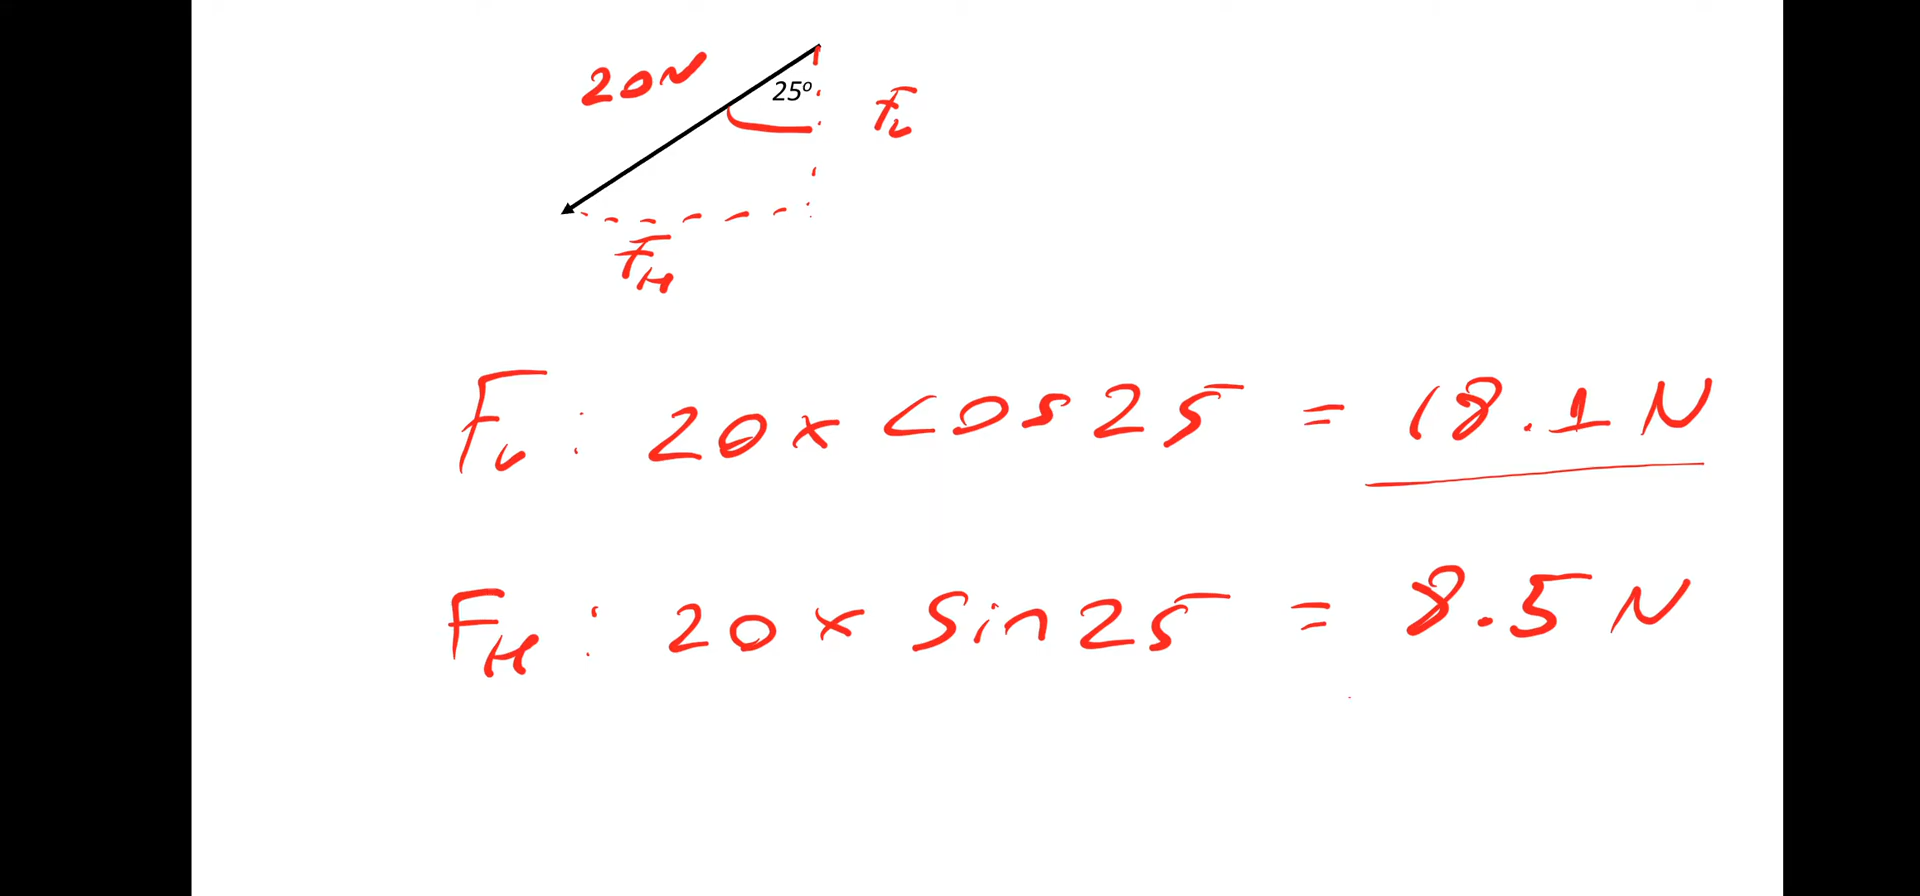 20N
25°
Fv
FH
Fv : 20 × cos 25 = 18.1 N
FH : 20 × Sin 25 = 8.5 N